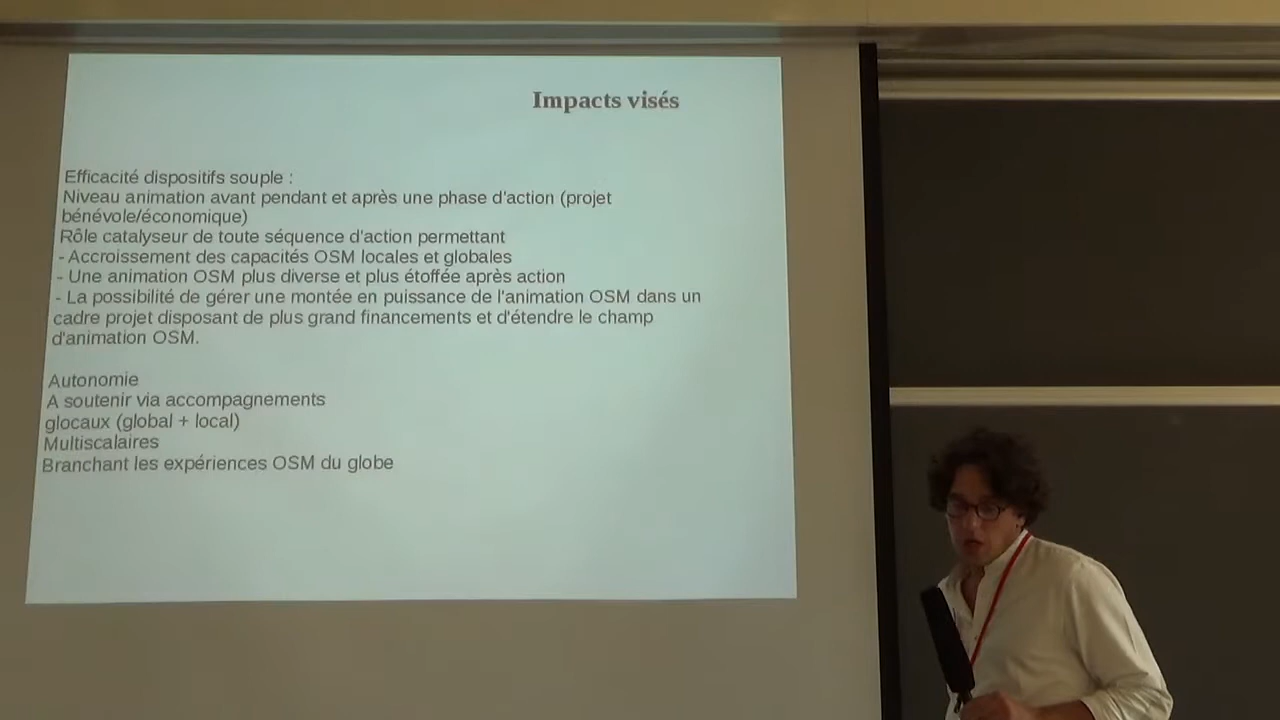 Impacts visés
Efficacité dispositifs souple :
Niveau animation avant pendant et après une phase d'action (projet
bénévole/économique)
Rôle catalyseur de toute séquence d'action permettant
- Accroissement des capacités OSM locales et globales
- Une animation OSM plus diverse et plus étoffée après action
- La possibilité de gérer une montée en puissance de l'animation OSM dans un
cadre projet disposant de plus grand financements et d'étendre le champ
d'animation OSM.
Autonomie
A soutenir via accompagnements
glocaux (global + local)
Multiscalaires
Branchant les expériences OSM du globe